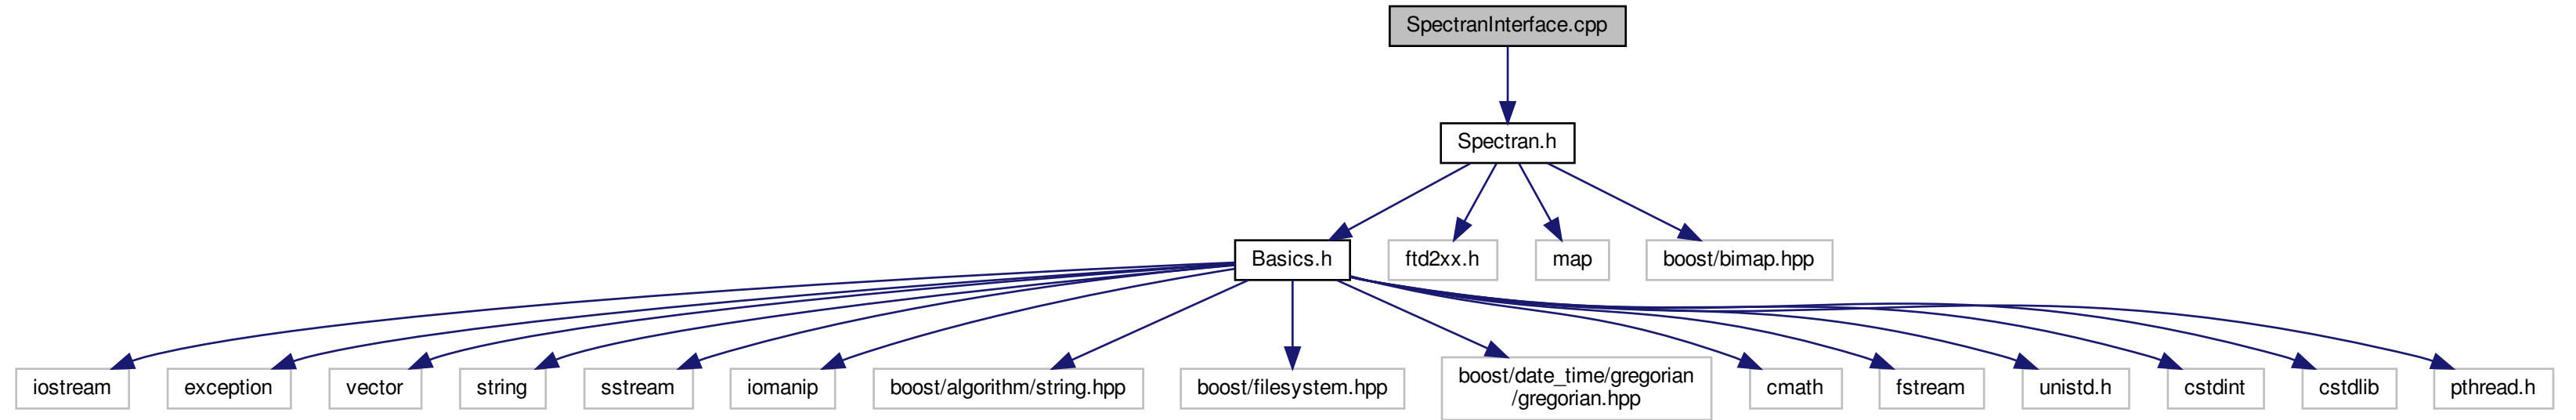 SpectranInterface.cpp
Spectran.h
Basics.h
ftd2xx.h
map
boost/bimap.hpp
iostream
exception
vector
string
sstream
iomanip
boost/algorithm/string.hpp
boost/filesystem.hpp
boost/date_time/gregorian
/gregorian.hpp
cmath
fstream
unistd.h
cstdint
cstdlib
pthread.h